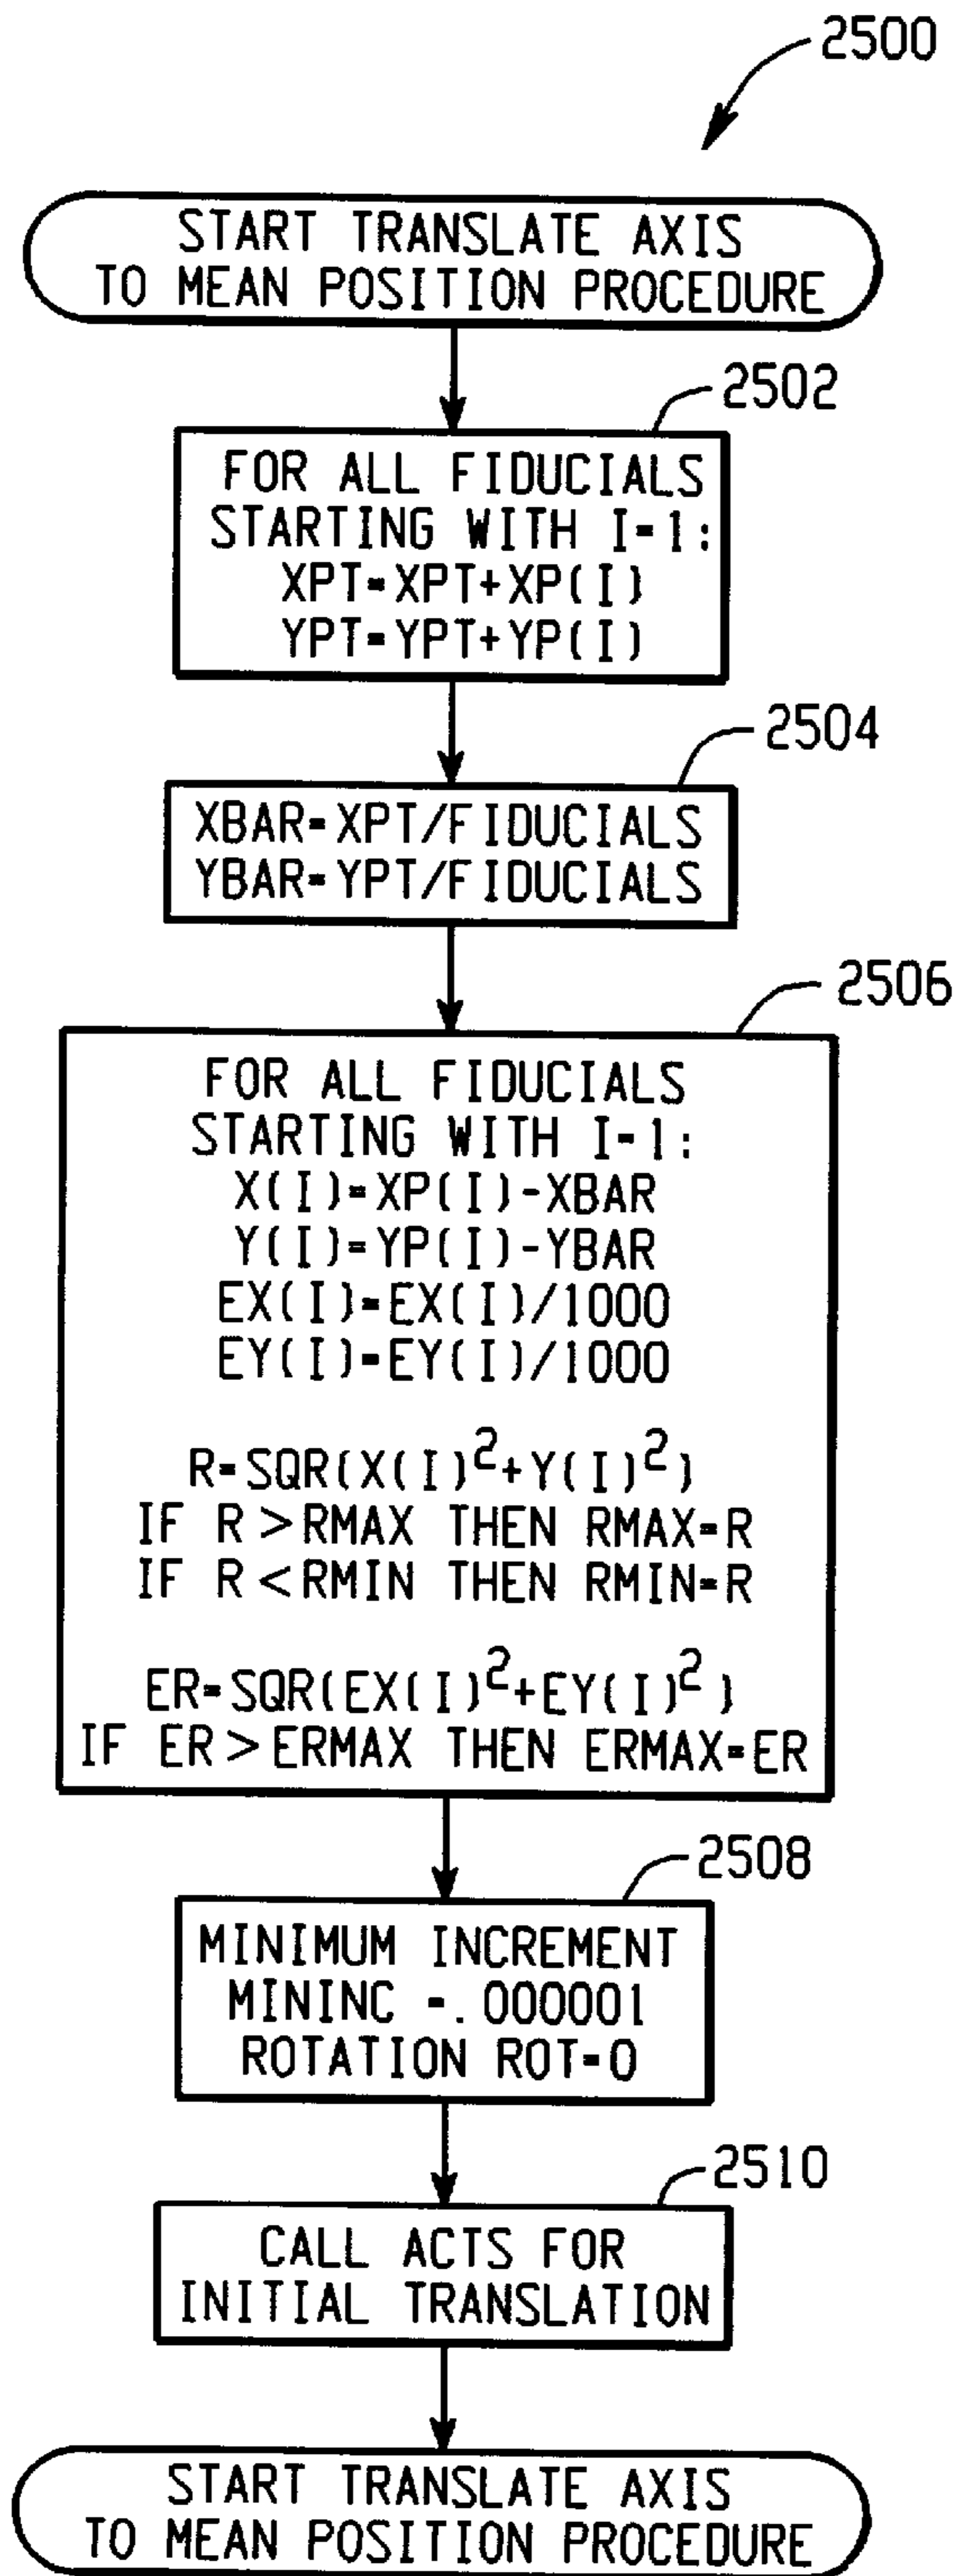 2500
START TRANSLATE AXIS
TO MEAN POSITION PROCEDURE
2502
FOR ALL FIDUCIALS
STARTING WITH I=1:
XPT=XPT+XP(I)
YPT=YPT+YP(I)
2504
XBAR=XPT/FIDUCIALS
YBAR=YPT/FIDUCIALS
2506
FOR ALL FIDUCIALS
STARTING WITH I=1:
X(I)=XP(I)-XBAR
Y(I)=YP(I)-YBAR
EX(I)=EX(I)/1000
EY(I)=EY(I)/1000
R=SQR(X(I)²+Y(I)²)
IF R>RMAX THEN RMAX=R
IF R<RMIN THEN RMIN=R
ER=SQR(EX(I)²+EY(I)²)
IF ER>ERMAX THEN ERMAX=ER
2508
MINIMUM INCREMENT
MININC =.000001
ROTATION ROT=0
2510
CALL ACTS FOR
INITIAL TRANSLATION
START TRANSLATE AXIS
TO MEAN POSITION PROCEDURE